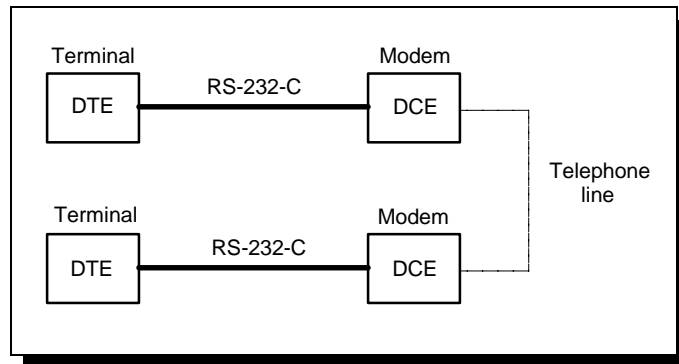 Terminal
Modem
RS-232-C
DTE
DCE
Telephone
line
Terminal
Modem
RS-232-C
DTE
DCE